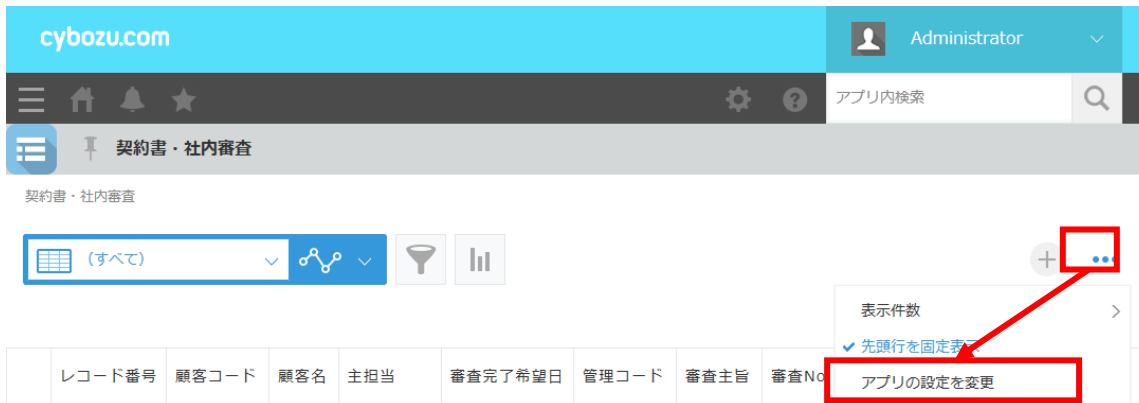 cybozu.com
Administrator
アプリ内検索
契約書・社内審査
契約書・社内審査
(すべて)
表示件数
先頭行を固定表示
レコード番号 顧客コード 顧客名 主担当 審査完了希望日 管理コード 審査主旨 審査No
アプリの設定を変更